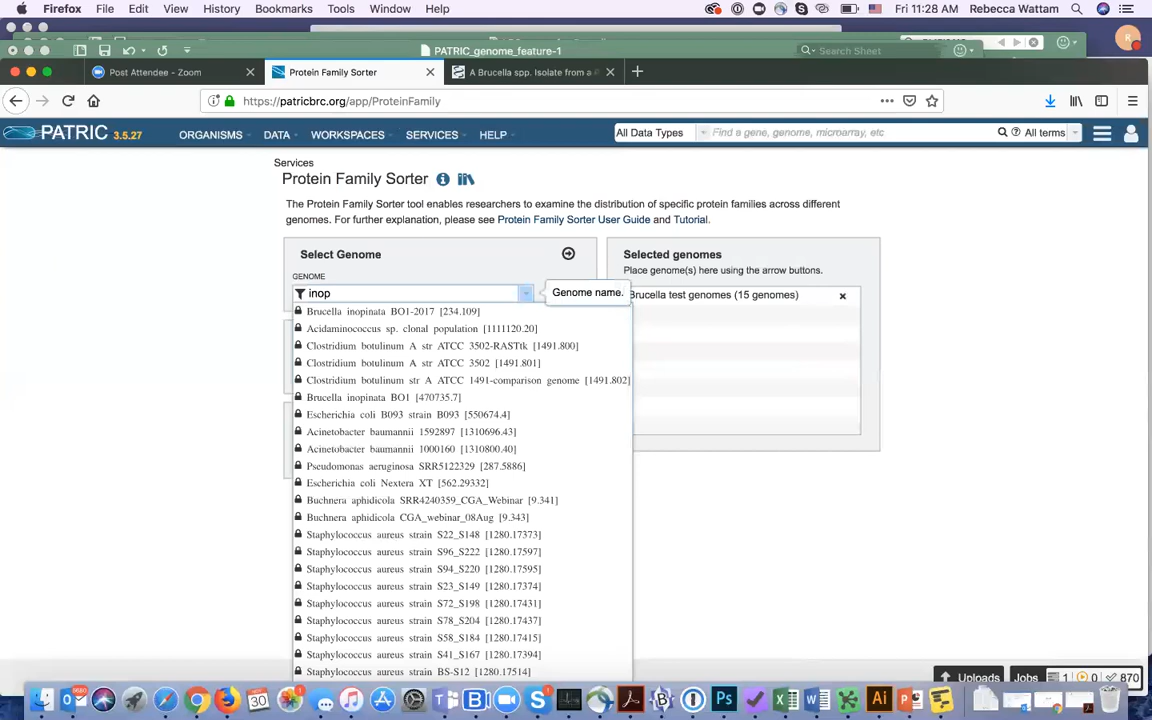 Firefox File Edit View History Bookmarks Tools Window Help Fri 11:28 AM Rebecca Wattam
PATRIC_genome_feature-1 Search Sheet
Post Attendee - Zoom Protein Family Sorter A Brucella spp. Isolate from a
https://patricbrc.org/app/ProteinFamily
PATRIC 3.5.27 ORGANISMS DATA WORKSPACES SERVICES HELP All Data Types Find a gene, genome, microarray, etc All terms
Services
Protein Family Sorter
The Protein Family Sorter tool enables researchers to examine the distribution of specific protein families across different
genomes. For further explanation, please see Protein Family Sorter User Guide and Tutorial.
Select Genome
GENOME
inop
Genome name.
Selected genomes
Place genome(s) here using the arrow buttons.
Brucella test genomes (15 genomes) x
Brucella inopinata BO1-2017 [234.109]
Acidaminococcus sp. clonal population [1111120.20]
Clostridium botulinum A str ATCC 3502-RASTtk [1491.800]
Clostridium botulinum A str ATCC 3502 [1491.801]
Clostridium botulinum str A ATCC 1491-comparison genome [1491.802]
Brucella inopinata BO1 [470735.7]
Escherichia coli B093 strain B093 [550674.4]
Acinetobacter baumannii 1592897 [1310696.43]
Acinetobacter baumannii 1000160 [1310800.40]
Pseudomonas aeruginosa SRR5122329 [287.5886]
Escherichia coli Nextera XT [562.29332]
Buchnera aphidicola SRR4240359_CGA_Webinar [9.341]
Buchnera aphidicola CGA_webinar_08Aug [9.343]
Staphylococcus aureus strain S22_S148 [1280.17373]
Staphylococcus aureus strain S96_S222 [1280.17597]
Staphylococcus aureus strain S94_S220 [1280.17595]
Staphylococcus aureus strain S23_S149 [1280.17374]
Staphylococcus aureus strain S72_S198 [1280.17431]
Staphylococcus aureus strain S78_S204 [1280.17437]
Staphylococcus aureus strain S58_S184 [1280.17415]
Staphylococcus aureus strain S41_S167 [1280.17394]
Staphylococcus aureus strain BS-S12 [1280.17514]
Uploads Jobs 1 0 870